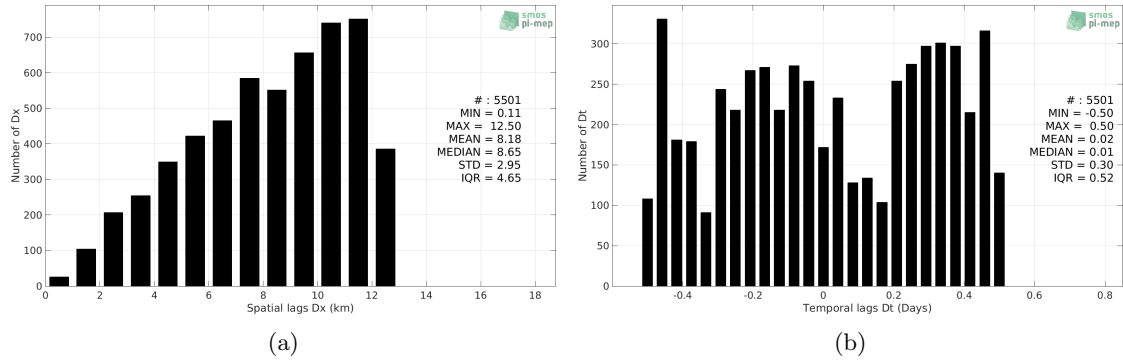 smos
pi-mep
Number of Dx
700
600
500
400
300
200
100
0
# : 5501
MIN = 0.11
MAX = 12.50
MEAN = 8.18
MEDIAN = 8.65
STD = 2.95
IQR = 4.65
0 2 4 6 8 10 12 14 16 18
Spatial lags Dx (km)
(a)
smos
pi-mep
Number of Dt
300
250
200
150
100
50
0
# : 5501
MIN = -0.50
MAX = 0.50
MEAN = 0.02
MEDIAN = 0.01
STD = 0.30
IQR = 0.52
-0.4 -0.2 0 0.2 0.4 0.6 0.8
Temporal lags Dt (Days)
(b)